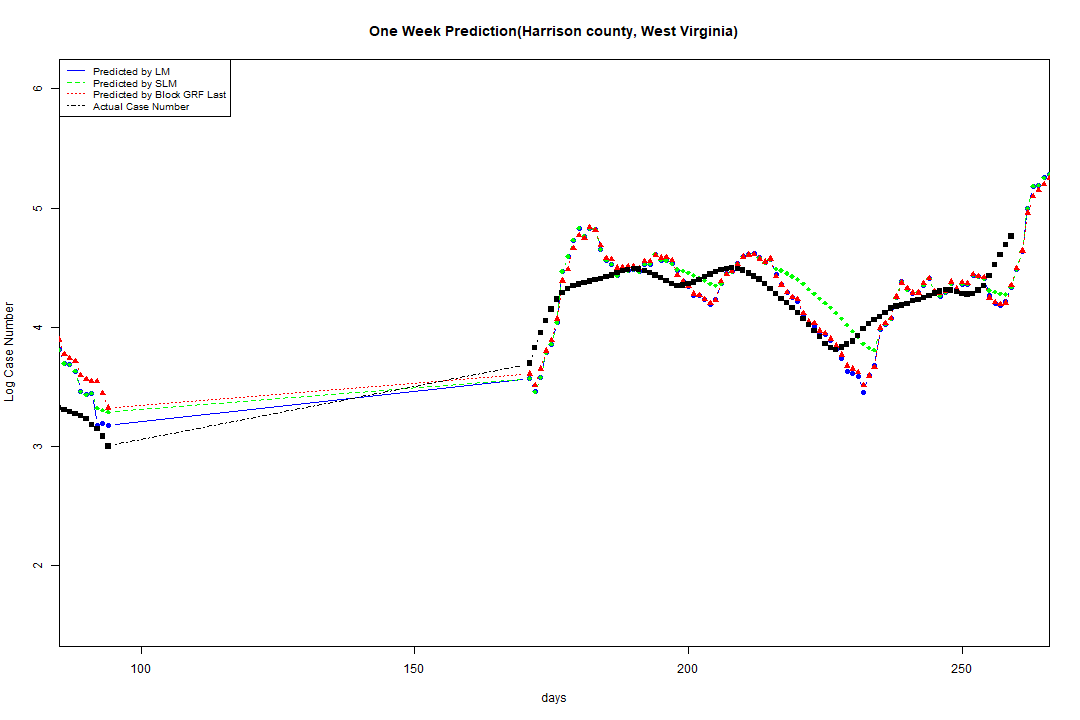 One Week Prediction(Harrison county, West Virginia)
Predicted by LM
Predicted by SLM
Predicted by Block GRF Last
Actual Case Number
Log Case Number
6
5
4
3
2
100 150 200 250
days